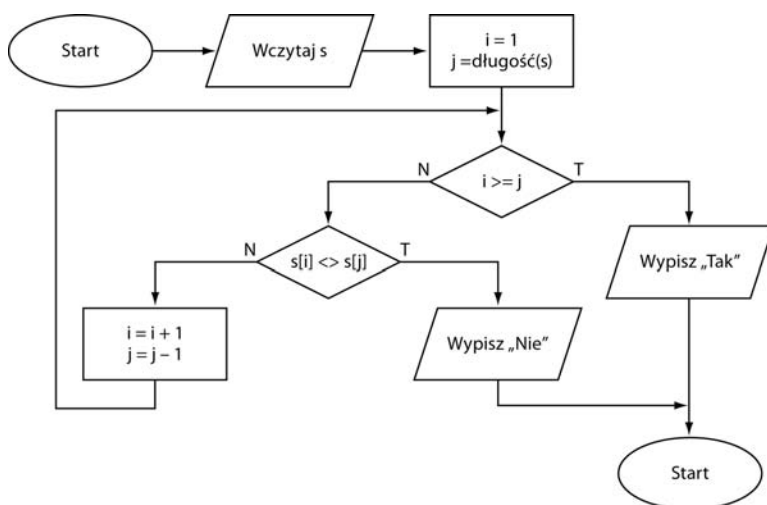 Start
Wczytaj s
i = 1
j =długość(s)
N
i >= j
T
N
s[i] <> s[j]
T
Wypisz „Tak”
i = i + 1
j = j – 1
Wypisz „Nie”
Start